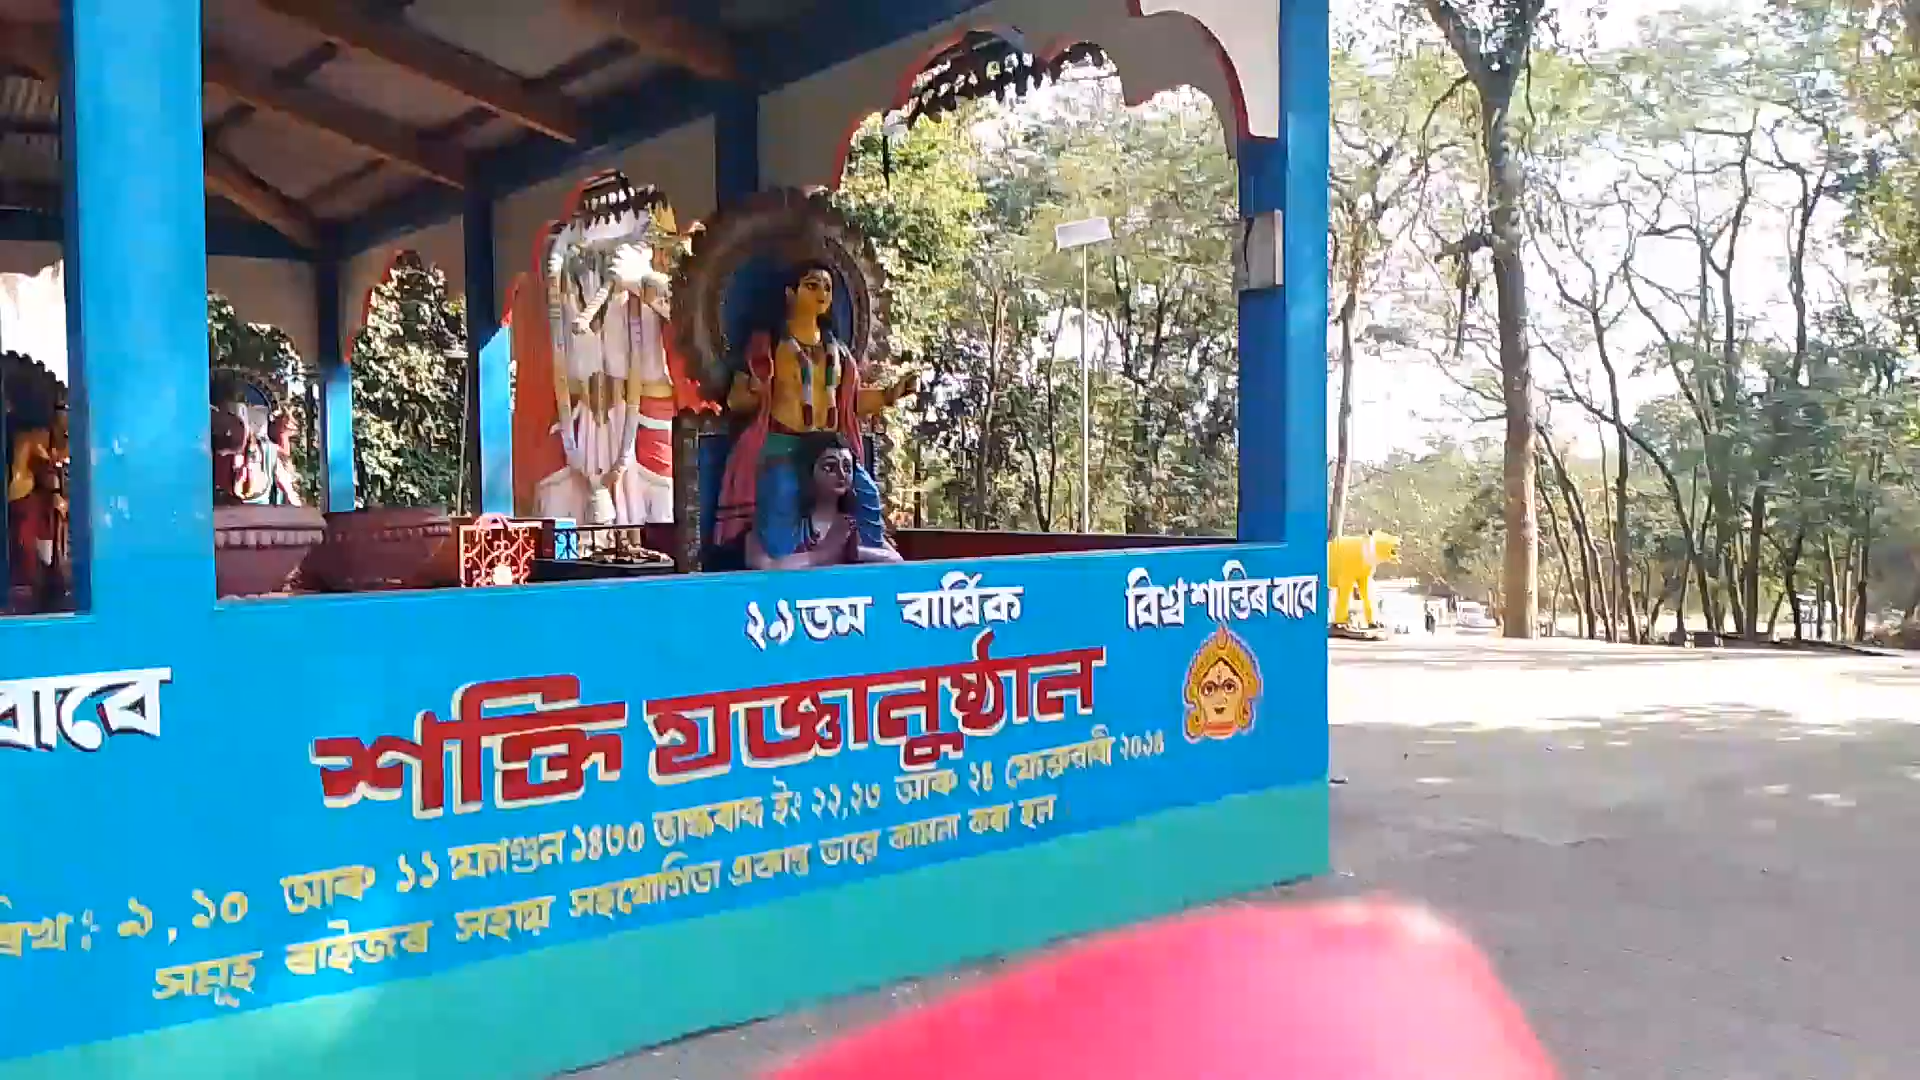 ২৯তম বাৰ্ষিক
বিশ্ব শান্তিৰ বাবে
বাবে
শক্তি যজ্ঞানুষ্ঠান
৯, ১০ আৰু ১১ ফাগুন ১৪৩০ ভাস্কৰাব্দ ইং ২২,২৩ আৰু ২৪ ফেব্ৰুৱাৰী ২০২৪
সমূহ ৰাইজৰ সহায় সহযোগিতা একান্ত ভাৱে কামনা কৰা হল